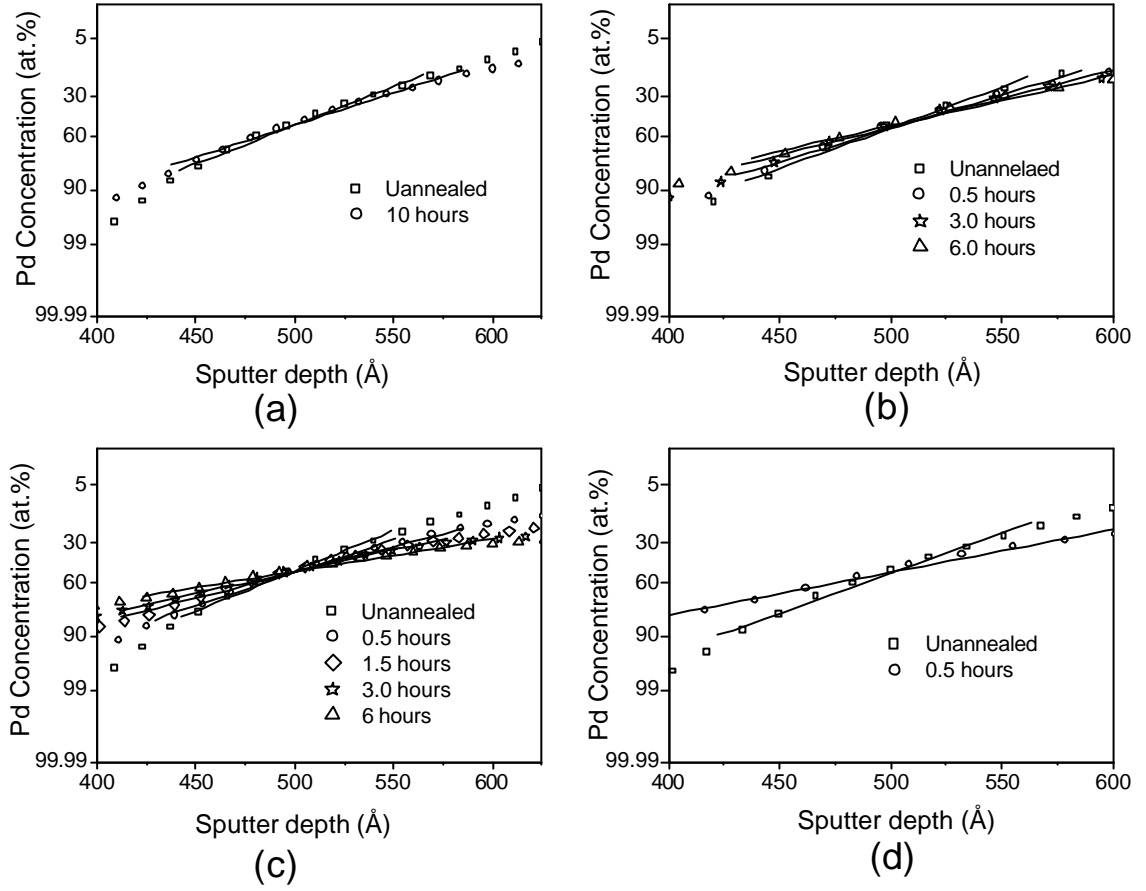 Pd Concentration (at.%)
5
30
60
90
99
99.99
Uannealed
10 hours
400
450
500
550
600
Sputter depth (Å)
(a)
Pd Concentration (at.%)
5
30
60
90
99
99.99
Unannelaed
0.5 hours
3.0 hours
6.0 hours
400
450
500
550
600
Sputter depth (Å)
(b)
Pd Concentration (at.%)
5
30
60
90
99
99.99
Unannealed
0.5 hours
1.5 hours
3.0 hours
6 hours
400
450
500
550
600
Sputter depth (Å)
(c)
Pd Concentration (at.%)
5
30
60
90
99
99.99
Unannealed
0.5 hours
400
450
500
550
600
Sputter depth (Å)
(d)